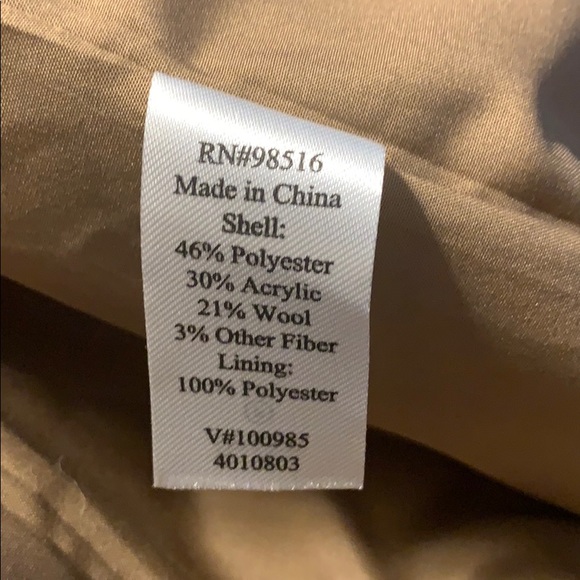 RN#98516
Made in China
Shell:
46% Polyester
30% Acrylic
21% Wool
3% Other Fiber
Lining:
100% Polyester
V#100985
4010803